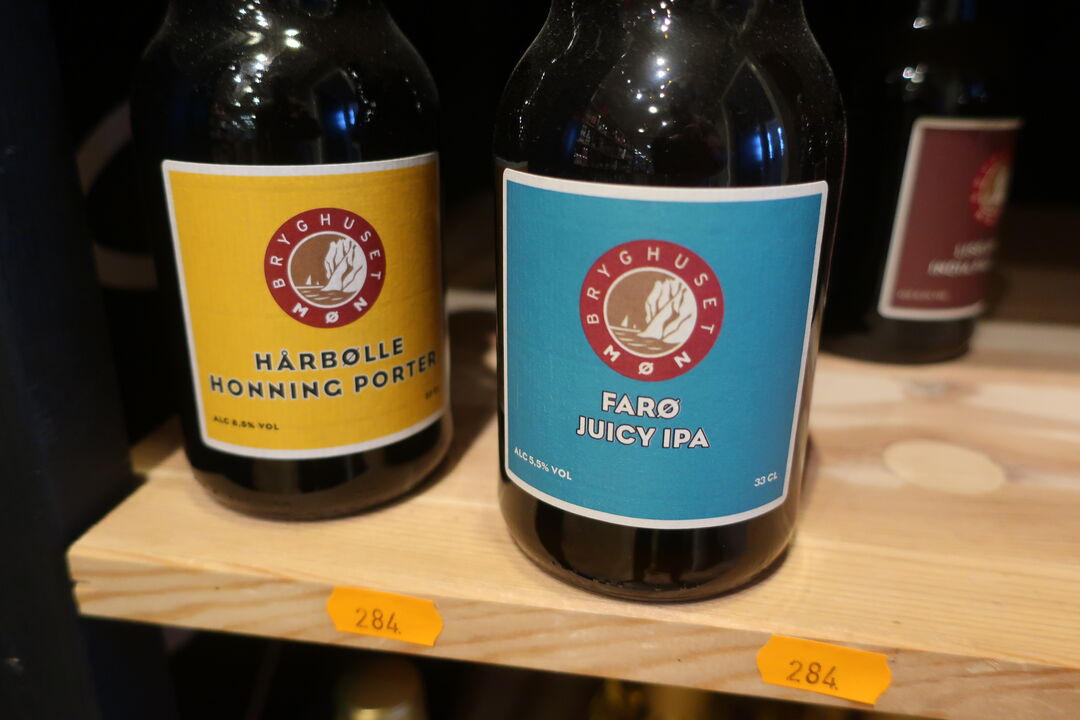 BRYGHUSET
MØN
HÅRBØLLE
HONNING PORTER
ALC 6,5% VOL
BRYGHUSET
MØN
FARØ
JUICY IPA
ALC 5,5% VOL
33 CL
284.
284